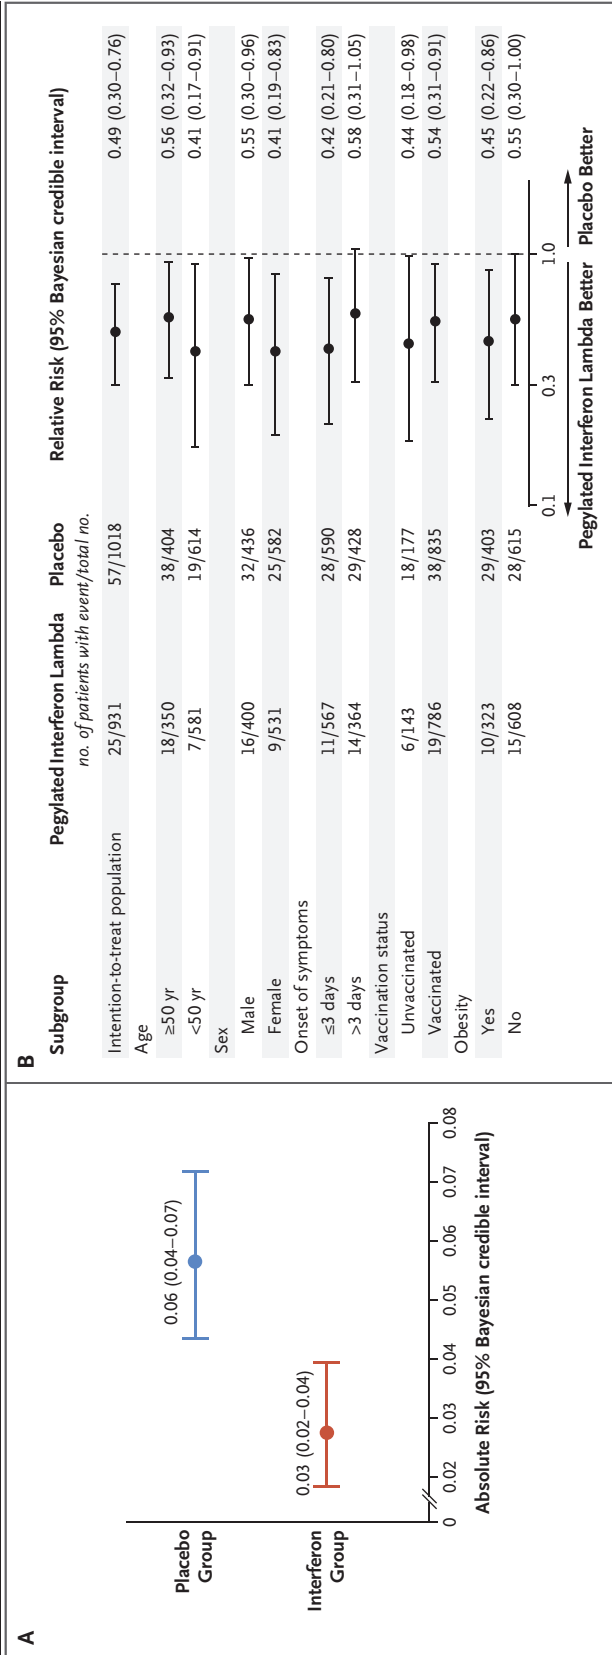 A
Placebo
Group
Interferon
Group
0.06 (0.04–0.07)
0.03 (0.02–0.04)
0 0.02 0.03 0.04 0.05 0.06 0.07 0.08
Absolute Risk (95% Bayesian credible interval)
B
Subgroup Pegylated Interferon Lambda Placebo Relative Risk (95% Bayesian credible interval)
no. of patients with event/total no.
Intention-to-treat population 25/931 57/1018 0.49 (0.30–0.76)
Age
≥50 yr 18/350 38/404 0.56 (0.32–0.93)
<50 yr 7/581 19/614 0.41 (0.17–0.91)
Sex
Male 16/400 32/436 0.55 (0.30–0.96)
Female 9/531 25/582 0.41 (0.19–0.83)
Onset of symptoms
≤3 days 11/567 28/590 0.42 (0.21–0.80)
>3 days 14/364 29/428 0.58 (0.31–1.05)
Vaccination status
Unvaccinated 6/143 18/177 0.44 (0.18–0.98)
Vaccinated 19/786 38/835 0.54 (0.31–0.91)
Obesity
Yes 10/323 29/403 0.45 (0.22–0.86)
No 15/608 28/615 0.55 (0.30–1.00)
0.1 0.3 1.0
Pegylated Interferon Lambda Better Placebo Better